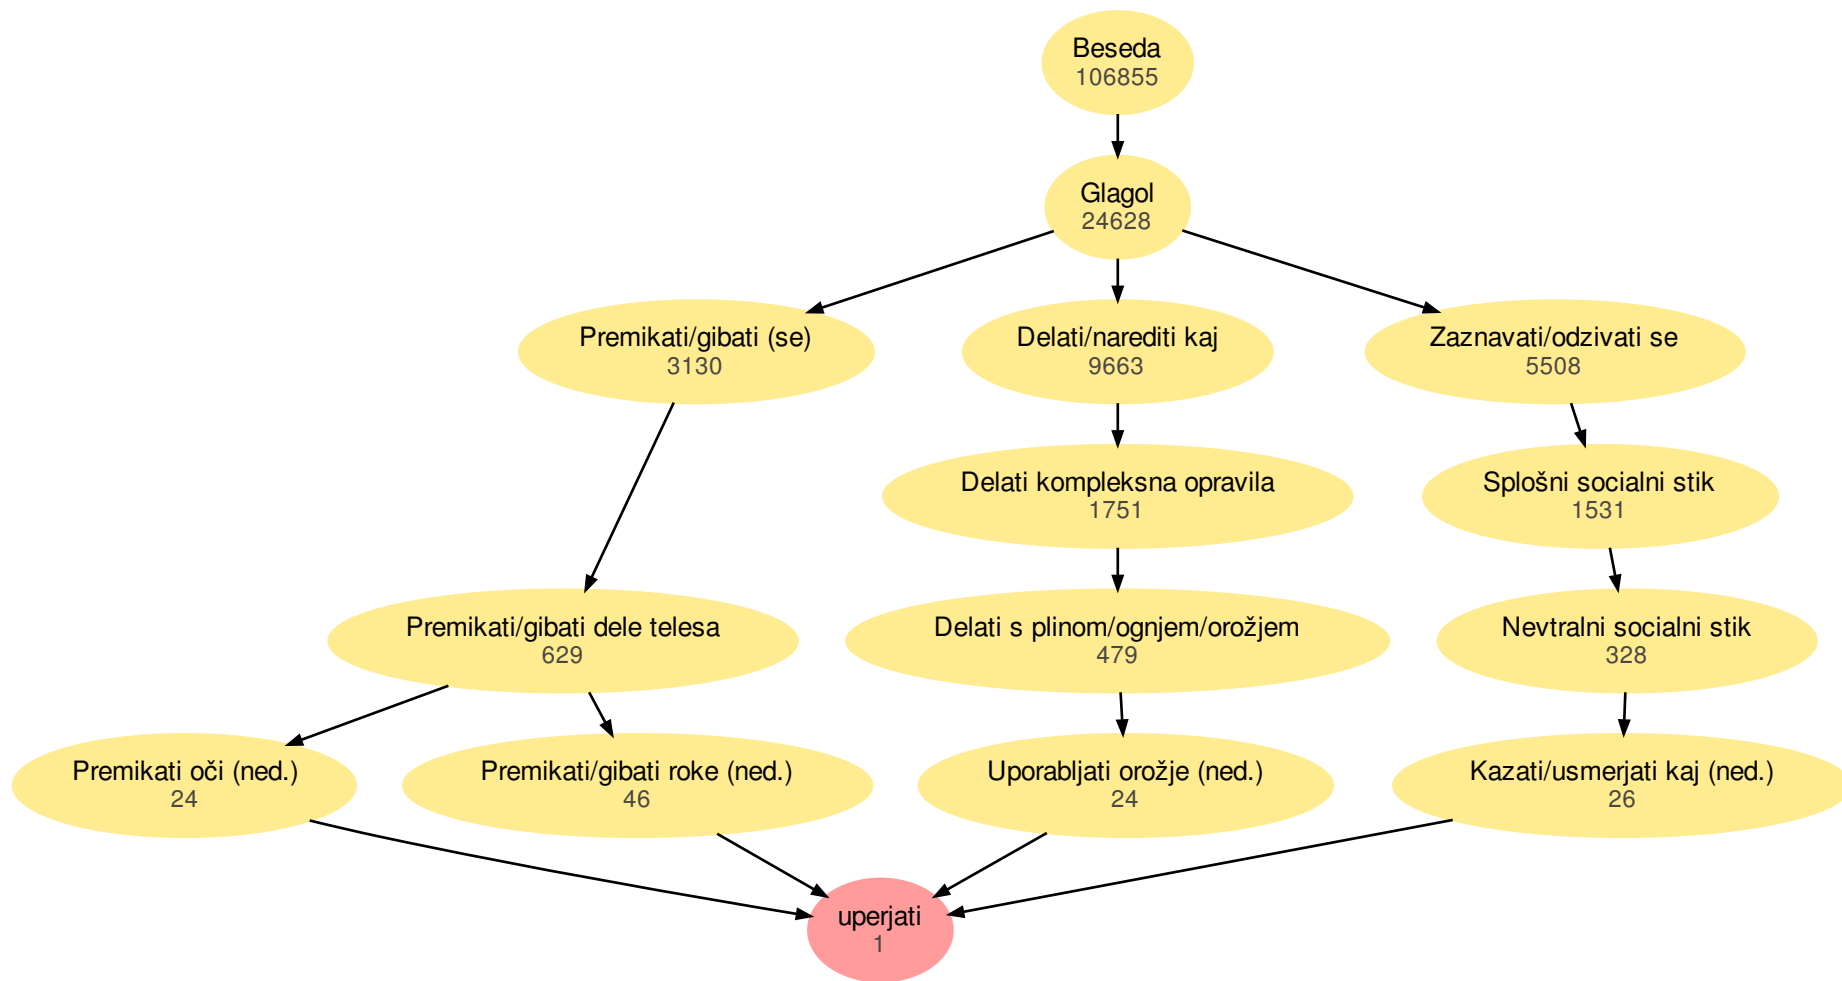 Beseda
106855
Glagol
24628
Premikati/gibati (se)
3130
Delati/narediti kaj
9663
Zaznavati/odzivati se
5508
Delati kompleksna opravila
1751
Splošni socialni stik
1531
Premikati/gibati dele telesa
629
Delati s plinom/ognjem/orožjem
479
Nevtralni socialni stik
328
Premikati oči (ned.)
24
Premikati/gibati roke (ned.)
46
Uporabljati orožje (ned.)
24
Kazati/usmerjati kaj (ned.)
26
uperjati
1